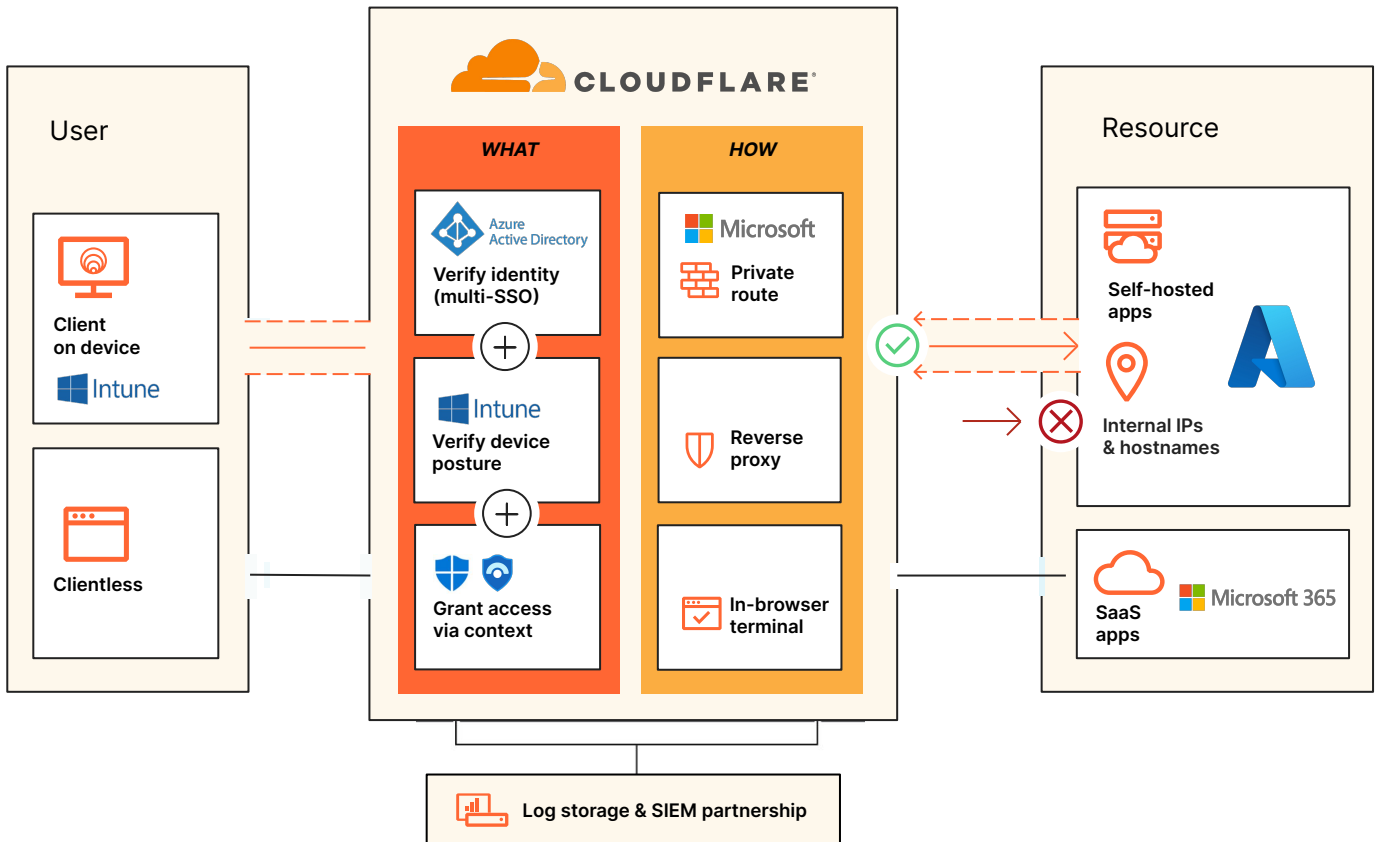 User
Client
on device
Intune
Clientless
CLOUDFLARE®
WHAT
Azure
Active Directory
Verify identity
(multi-SSO)
Intune
Verify device
posture
Grant access
via context
HOW
Microsoft
Private
route
Reverse
proxy
In-browser
terminal
Resource
Self-hosted
apps
Internal IPs
& hostnames
SaaS
apps
Microsoft 365
Log storage & SIEM partnership